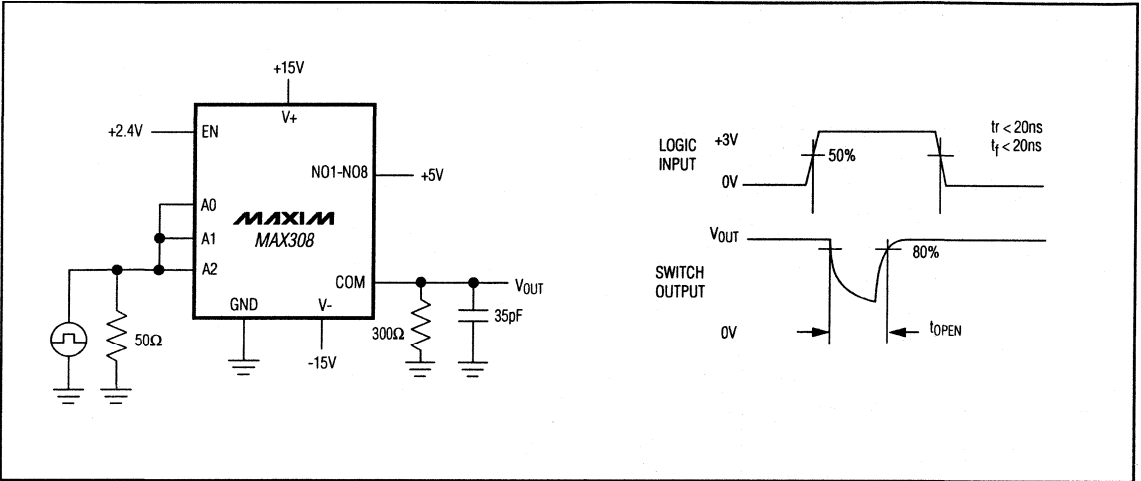 +15V
V+
+2.4V
EN
NO1-NO8
+5V
A0
MAXIM
A1
MAX308
A2
COM
VOUT
GND
V-
50Ω
300Ω
35pF
-15V
LOGIC
INPUT
+3V
50%
0V
tr < 20ns
tf < 20ns
VOUT
80%
SWITCH
OUTPUT
0V
tOPEN